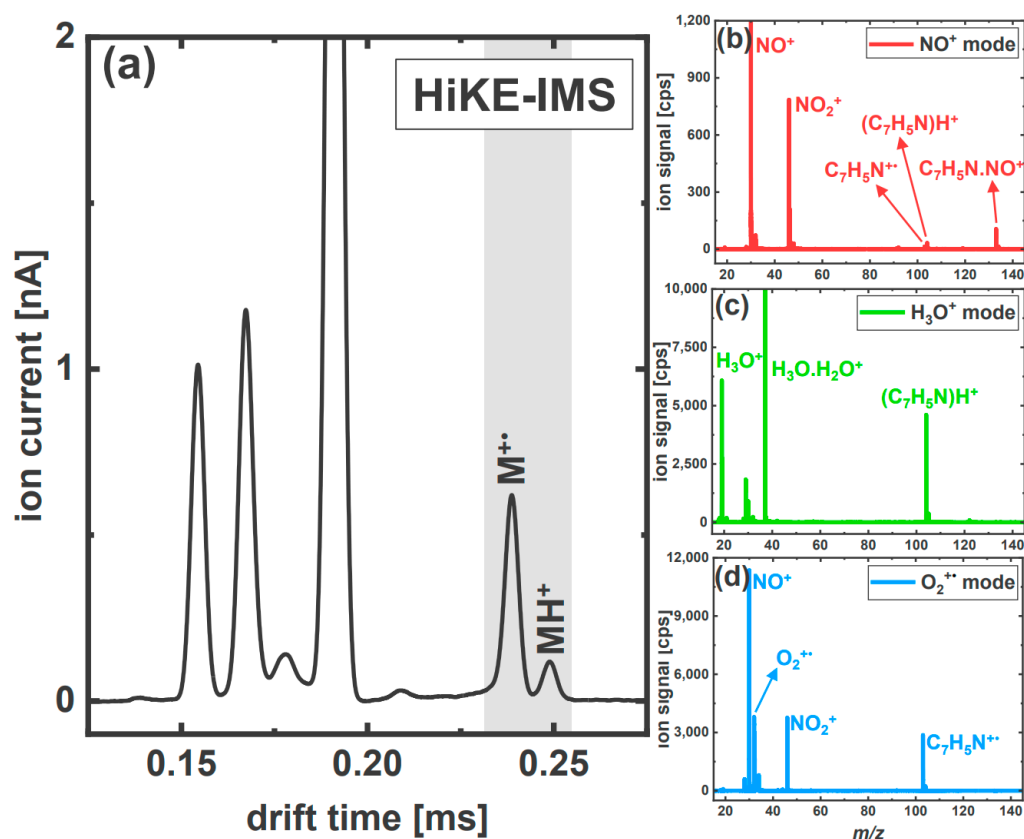 (a)
HiKE-IMS
2
1
0
ion current [nA]
M⁺•
MH⁺
0.15 0.20 0.25
drift time [ms]
(b)
NO⁺ mode
1,200
900
600
300
0
ion signal [cps]
NO⁺
NO₂⁺
(C₇H₅N)H⁺
C₇H₅N⁺•
C₇H₅N.NO⁺
20 40 60 80 100 120 140
(c)
H₃O⁺ mode
10,000
7,500
5,000
2,500
0
ion signal [cps]
H₃O⁺
H₃O.H₂O⁺
(C₇H₅N)H⁺
20 40 60 80 100 120 140
(d)
O₂⁺• mode
12,000
9,000
6,000
3,000
0
ion signal [cps]
NO⁺
O₂⁺•
NO₂⁺
C₇H₅N⁺•
20 40 60 80 100 120 140
m/z